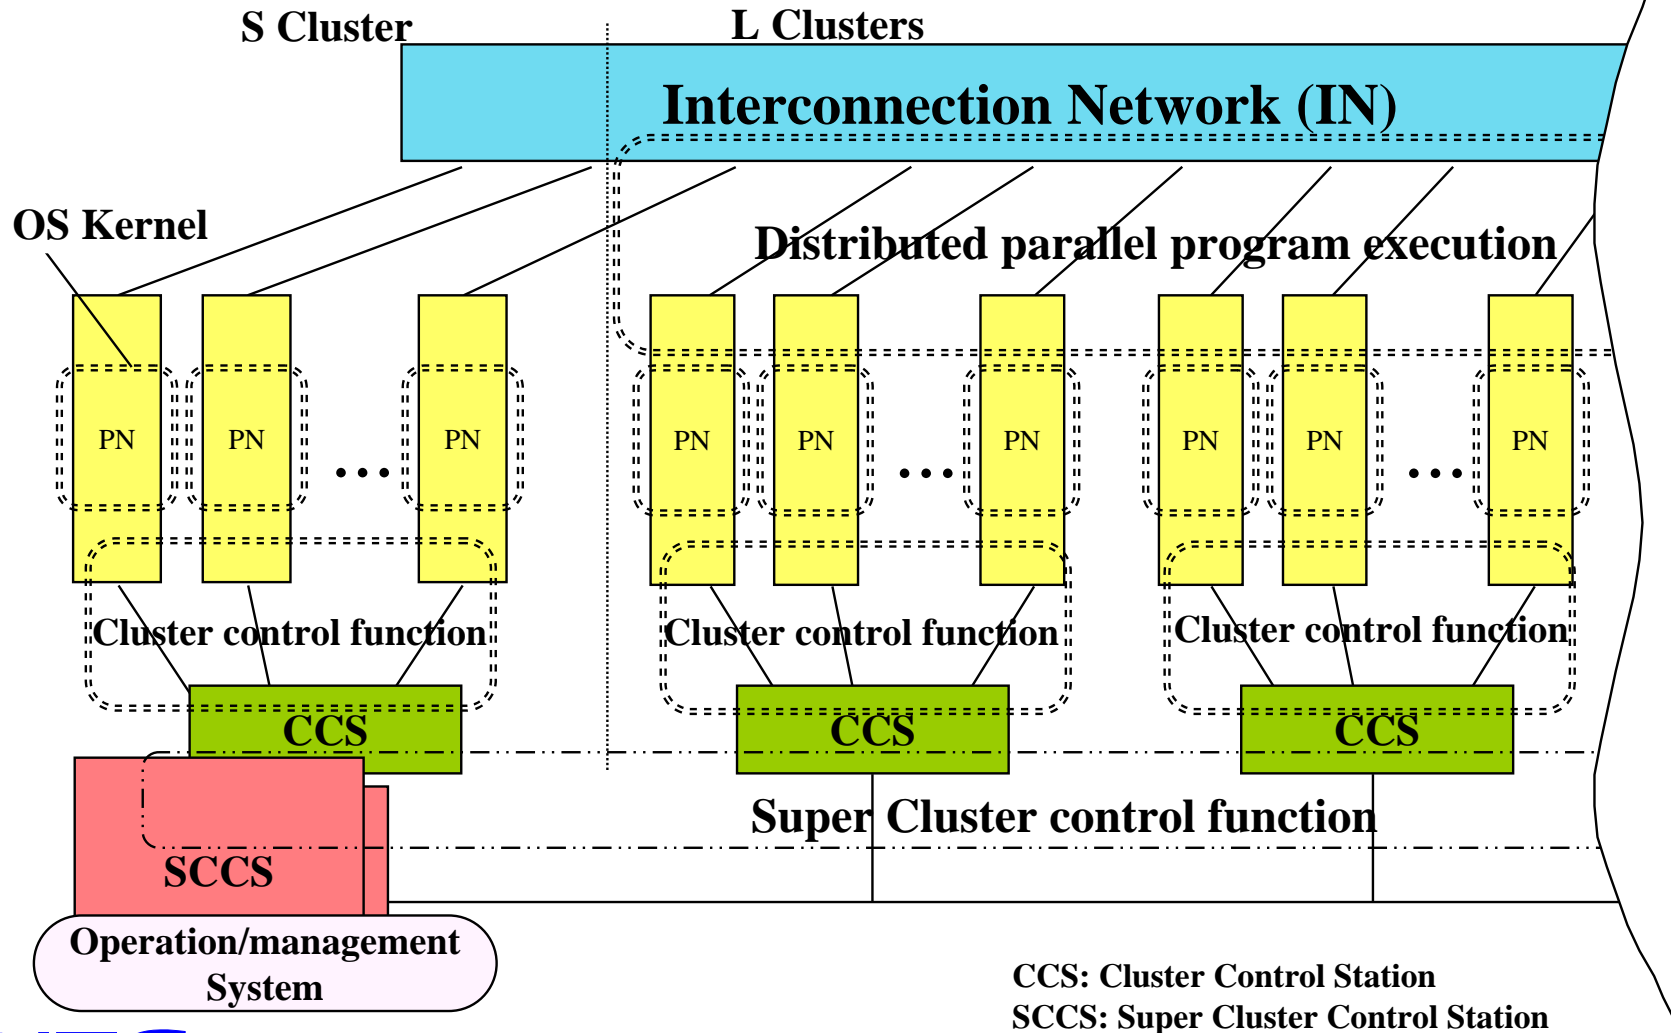 S Cluster
L Clusters
Interconnection Network (IN)
OS Kernel
Distributed parallel program execution
PN
PN
...
PN
PN
PN
...
PN
PN
PN
...
PN
Cluster control function
Cluster control function
Cluster control function
CCS
CCS
CCS
Super Cluster control function
SCCS
Operation/management
System
CCS: Cluster Control Station
SCCS: Super Cluster Control Station